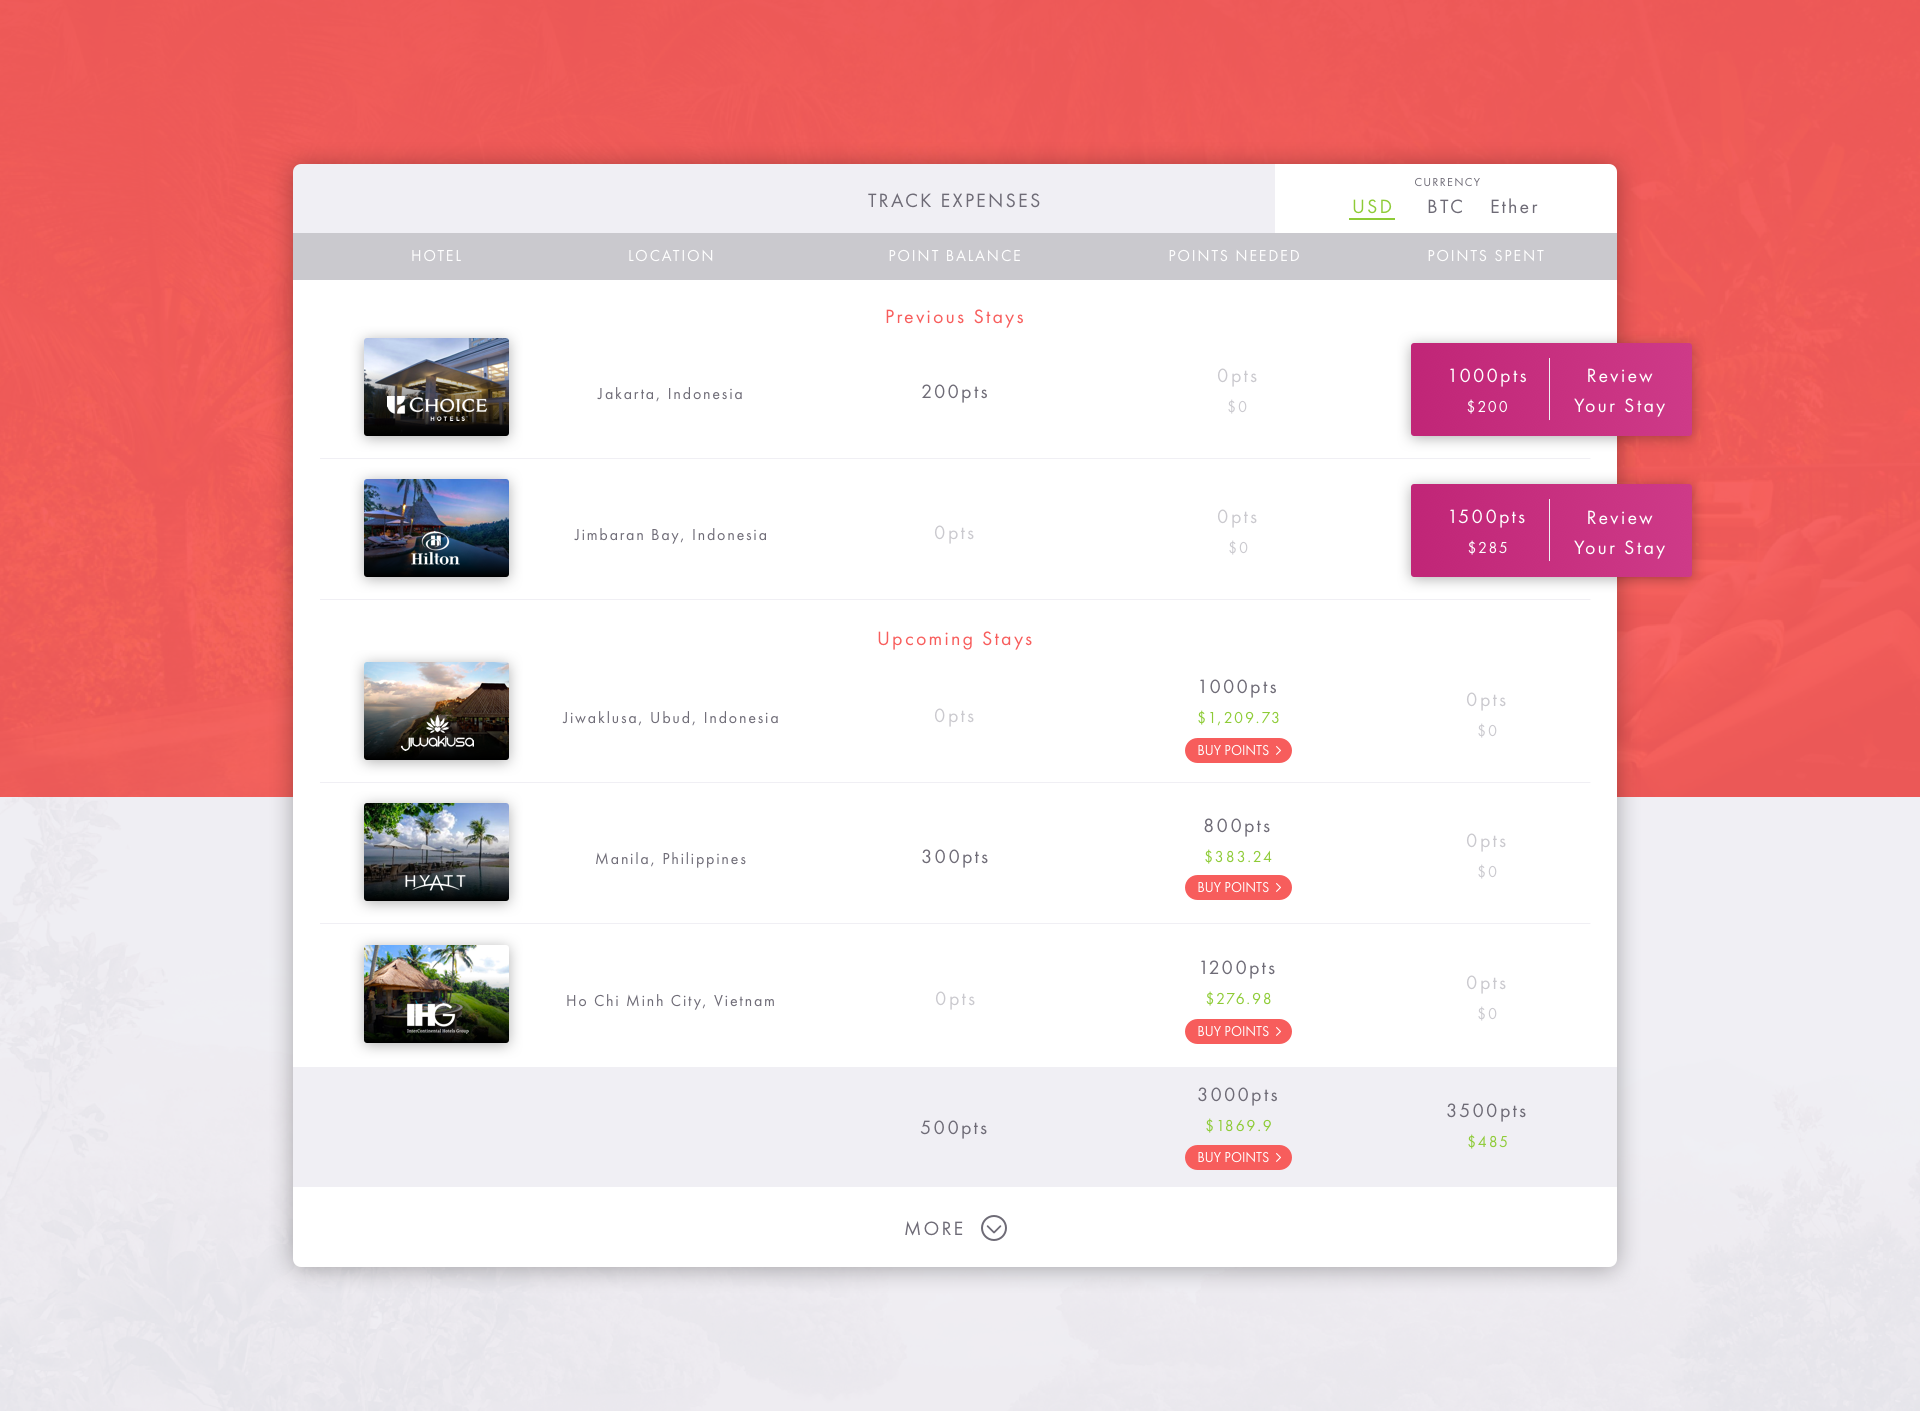 TRACK EXPENSES
CURRENCY
USD BTC Ether
HOTEL LOCATION POINT BALANCE POINTS NEEDED POINTS SPENT
Previous Stays
CHOICE
HOTELS
Jakarta, Indonesia
200pts
0pts
$0
1000pts
$200
Review
Your Stay
Hilton
Jimbaran Bay, Indonesia
0pts
0pts
$0
1500pts
$285
Review
Your Stay
Upcoming Stays
Jiwaklusa
Jiwaklusa, Ubud, Indonesia
0pts
1000pts
$1,209.73
BUY POINTS >
0pts
$0
HYATT
Manila, Philippines
300pts
800pts
$383.24
BUY POINTS >
0pts
$0
IHG
InterContinental Hotels Group
Ho Chi Minh City, Vietnam
0pts
1200pts
$276.98
BUY POINTS >
0pts
$0
500pts
3000pts
$1869.9
BUY POINTS >
3500pts
$485
MORE